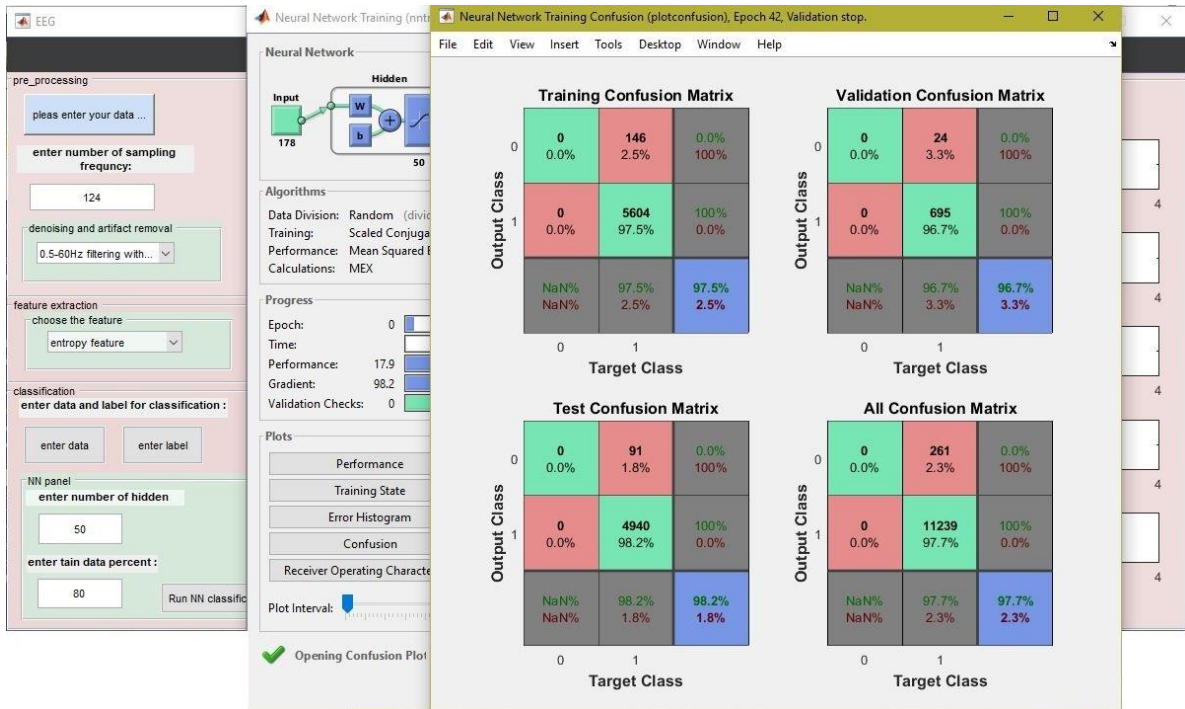 EEG
pre_processing
pleas enter your data ...
enter number of sampling
frequncy:
124
denoising and artifact removal
0.5-60Hz filtering with...
feature extraction
choose the feature
entropy feature
classification
enter data and label for classification :
enter data
enter label
NN panel
enter number of hidden
50
enter tain data percent :
80
Run NN classific
Neural Network Training (nntr
Neural Network
Hidden
Input
W
b
+
178
50
Algorithms
Data Division: Random (divid
Training: Scaled Conjuga
Performance: Mean Squared E
Calculations: MEX
Progress
Epoch: 0
Time:
Performance: 17.9
Gradient: 98.2
Validation Checks: 0
Plots
Performance
Training State
Error Histogram
Confusion
Receiver Operating Characte
Plot Interval:
Opening Confusion Plot
Neural Network Training Confusion (plotconfusion), Epoch 42, Validation stop.
File Edit View Insert Tools Desktop Window Help
Training Confusion Matrix
0 146 0.0%
0 0.0% 2.5% 100%
0 5604 100%
1 0.0% 97.5% 0.0%
NaN% 97.5% 97.5%
NaN% 2.5% 2.5%
0 1
Output Class
Target Class
Validation Confusion Matrix
0 24 0.0%
0 0.0% 3.3% 100%
0 695 100%
1 0.0% 96.7% 0.0%
NaN% 96.7% 96.7%
NaN% 3.3% 3.3%
0 1
Output Class
Target Class
Test Confusion Matrix
0 91 0.0%
0 0.0% 1.8% 100%
0 4940 100%
1 0.0% 98.2% 0.0%
NaN% 98.2% 98.2%
NaN% 1.8% 1.8%
0 1
Output Class
Target Class
All Confusion Matrix
0 261 0.0%
0 0.0% 2.3% 100%
0 11239 100%
1 0.0% 97.7% 0.0%
NaN% 97.7% 97.7%
NaN% 2.3% 2.3%
0 1
Output Class
Target Class
4
4
4
4
4